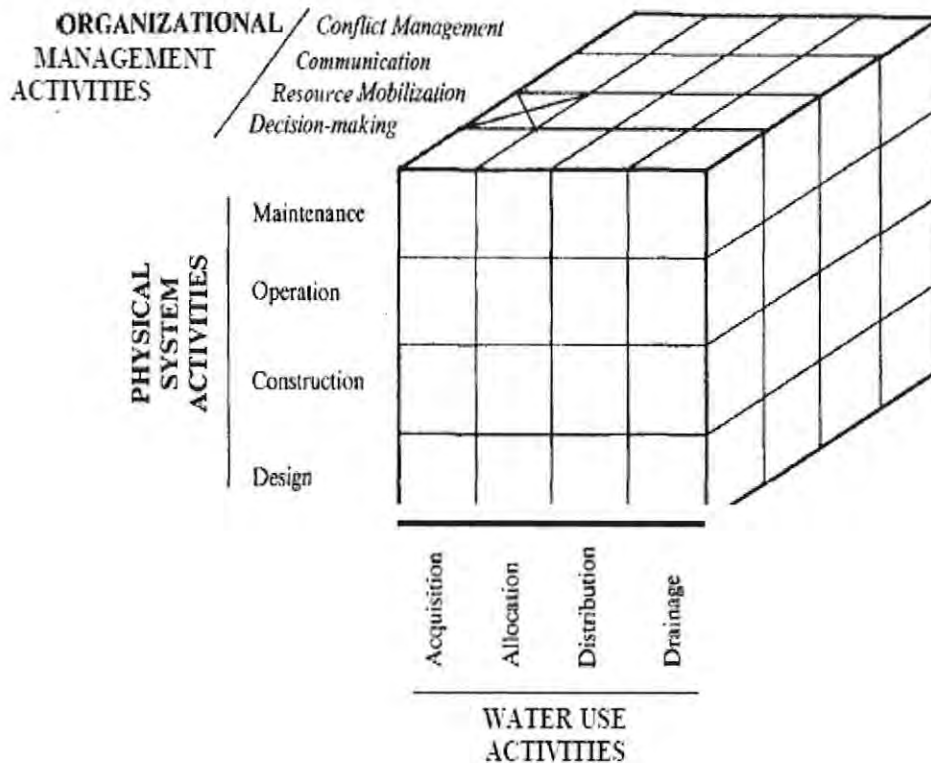 ORGANIZATIONAL
MANAGEMENT
ACTIVITIES
Conflict Management
Communication
Resource Mobilization
Decision-making
PHYSICAL
SYSTEM
ACTIVITIES
Maintenance
Operation
Construction
Design
Acquisition
Allocation
Distribution
Drainage
WATER USE
ACTIVITIES